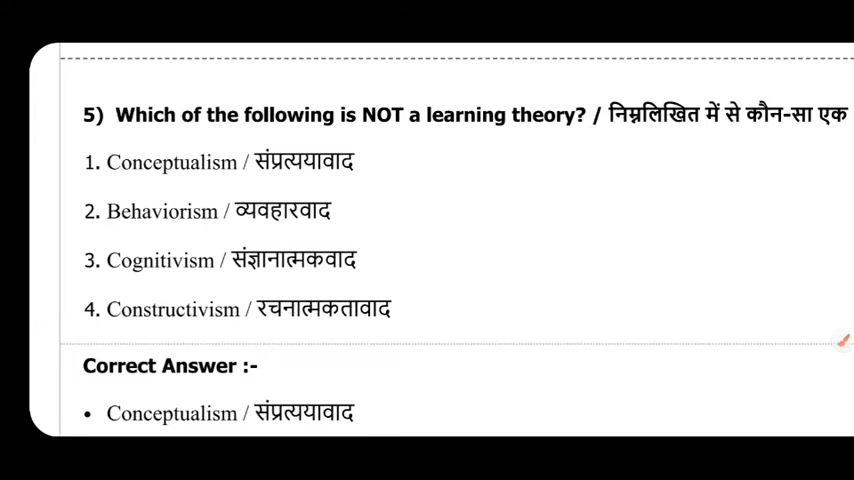 5) Which of the following is NOT a learning theory? / निम्नलिखित में से कौन-सा एक
1. Conceptualism / संप्रत्ययावाद
2. Behaviorism / व्यवहारवाद
3. Cognitivism / संज्ञानात्मकवाद
4. Constructivism / रचनात्मकतावाद
Correct Answer :-
• Conceptualism / संप्रत्ययावाद